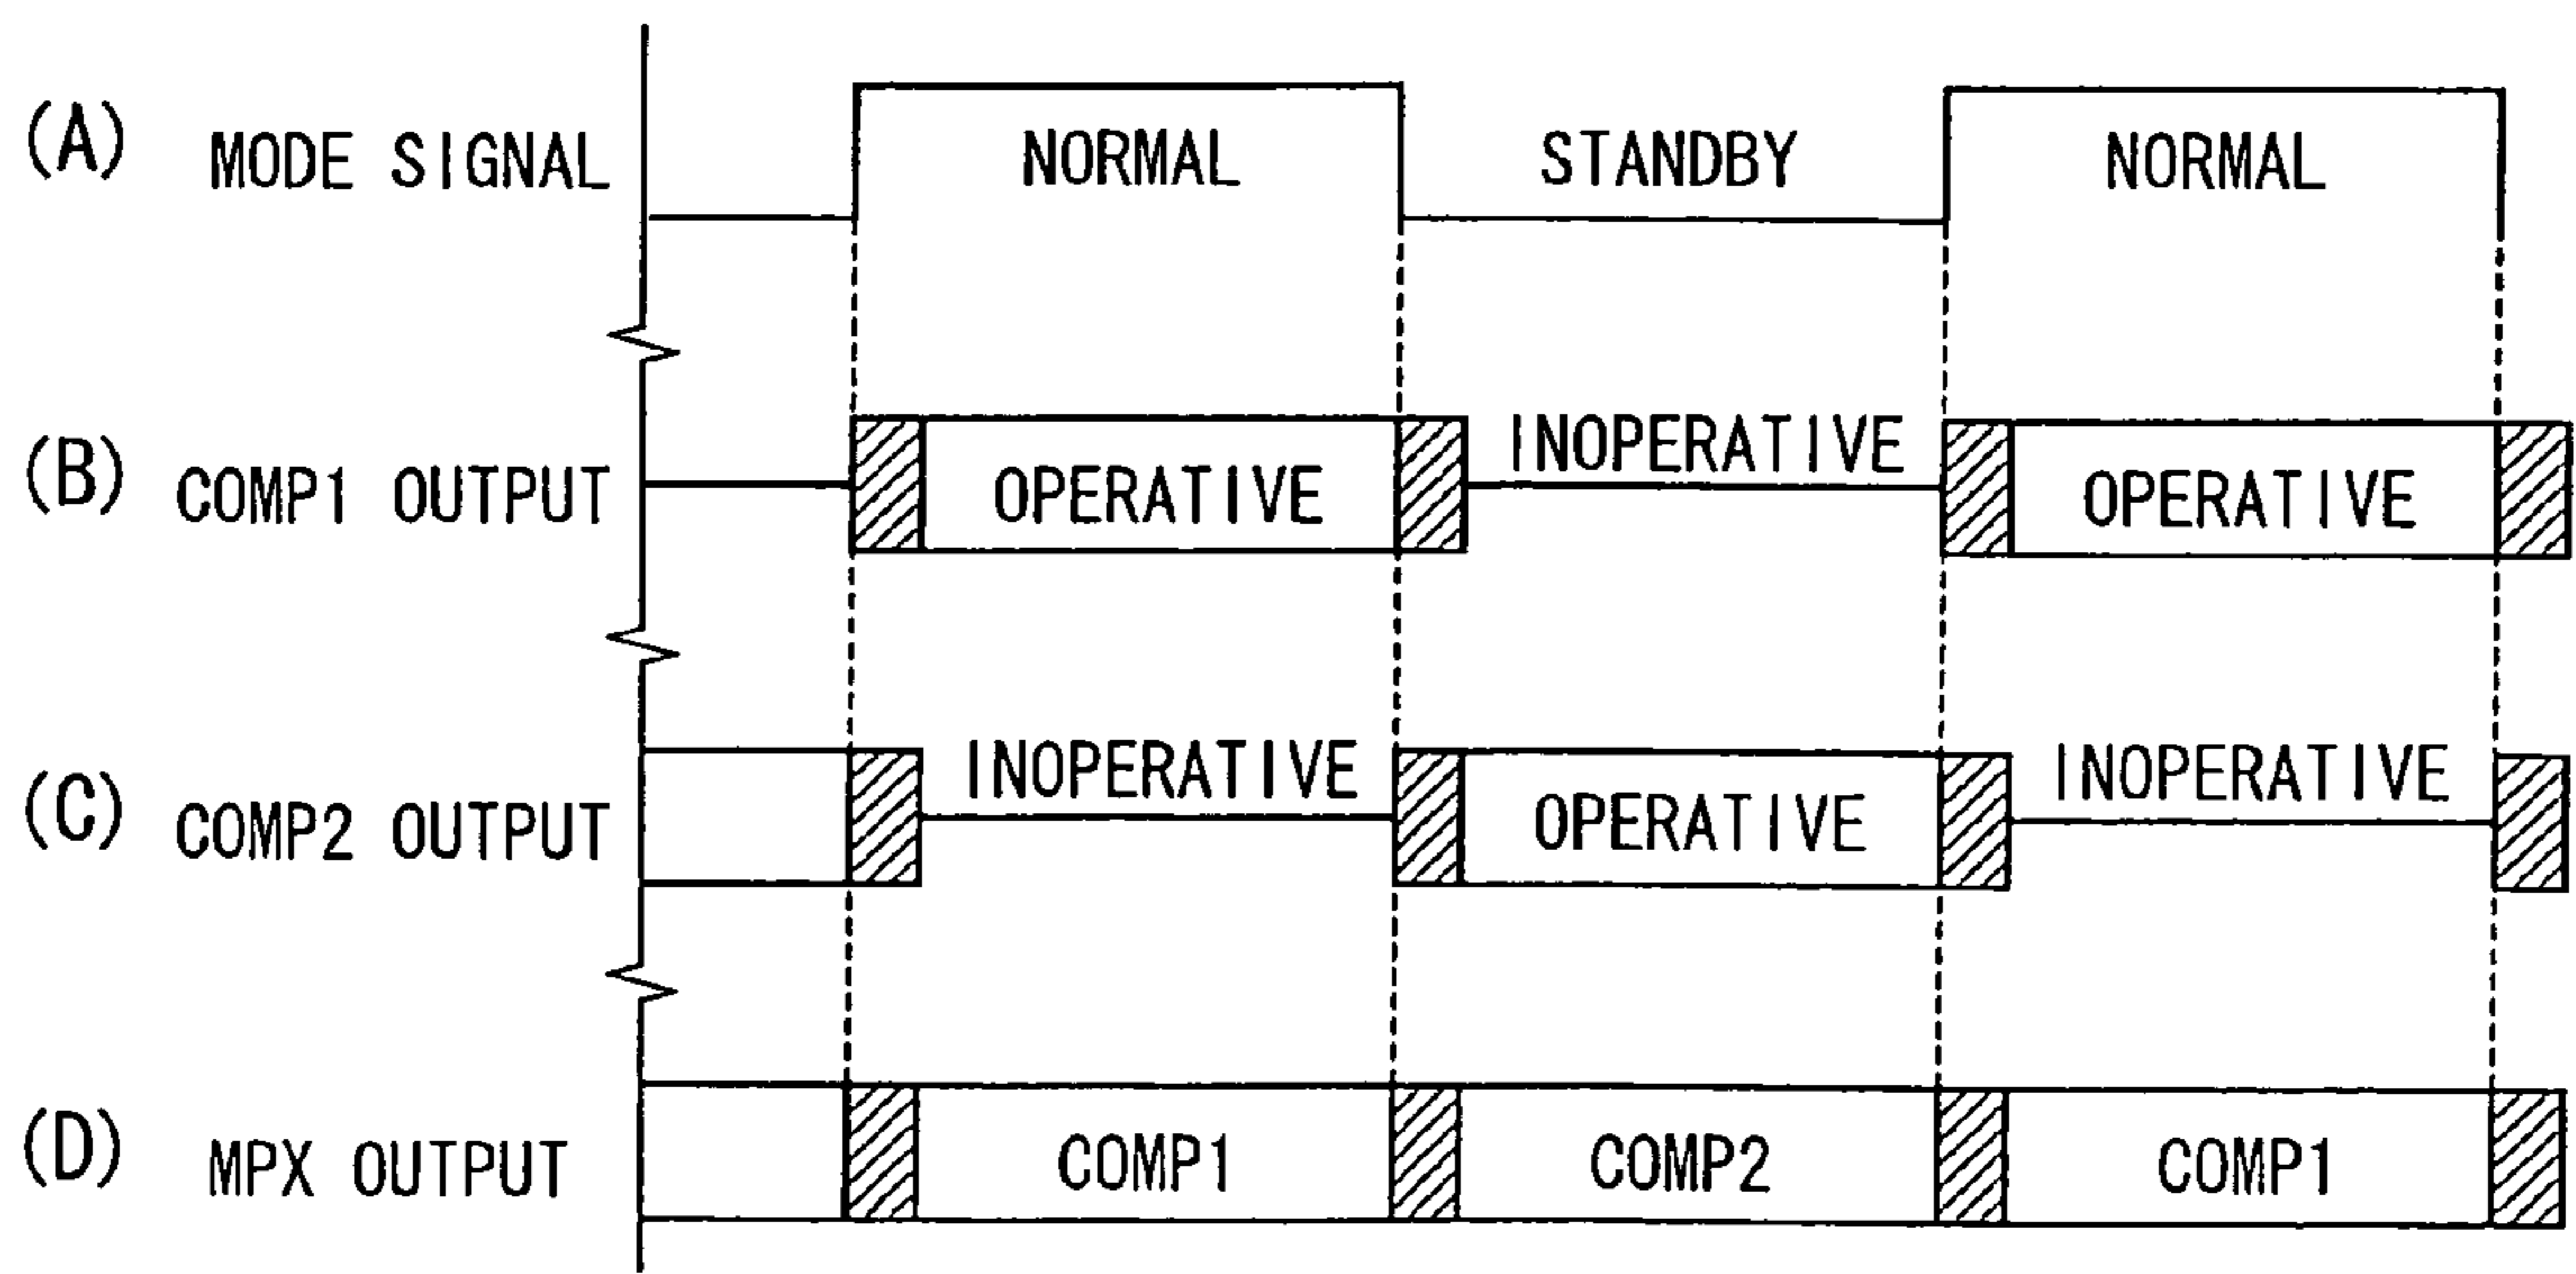 (A) MODE SIGNAL NORMAL STANDBY NORMAL
(B) COMP1 OUTPUT OPERATIVE INOPERATIVE OPERATIVE
(C) COMP2 OUTPUT INOPERATIVE OPERATIVE INOPERATIVE
(D) MPX OUTPUT COMP1 COMP2 COMP1